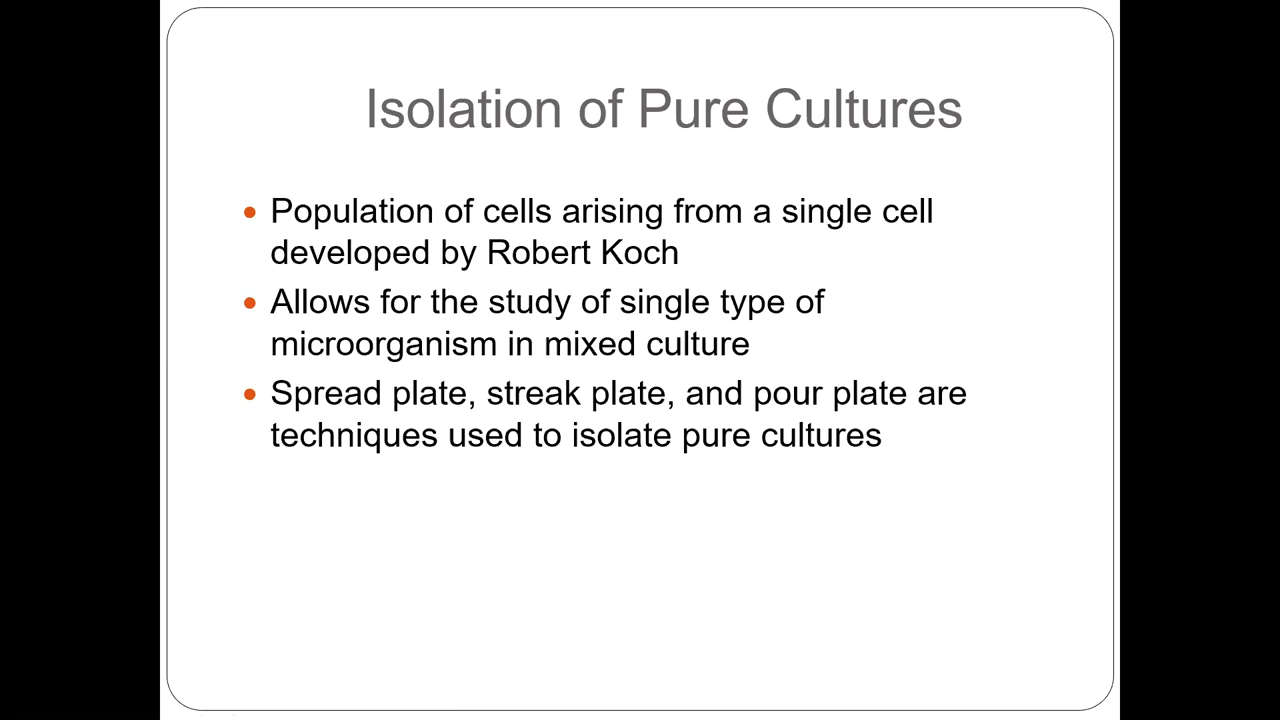 Isolation of Pure Cultures
Population of cells arising from a single cell
developed by Robert Koch
Allows for the study of single type of
microorganism in mixed culture
Spread plate, streak plate, and pour plate are
techniques used to isolate pure cultures